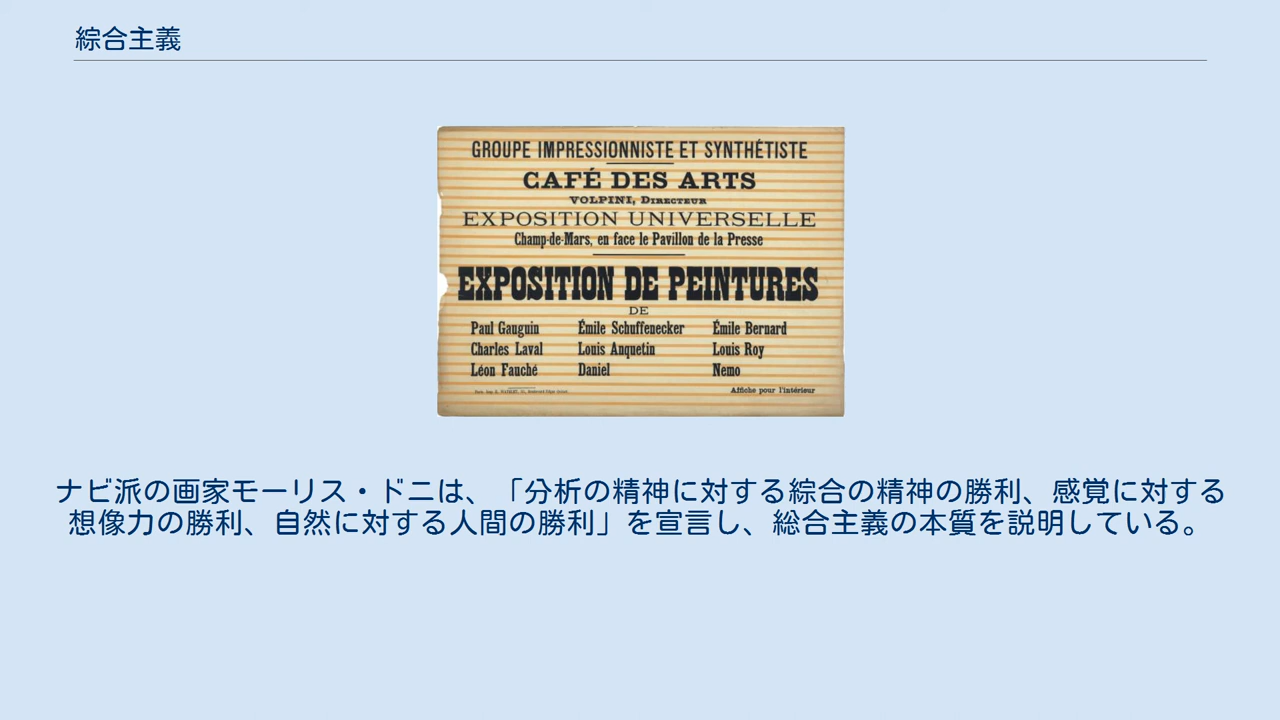 綜合主義
GROUPE IMPRESSIONNISTE ET SYNTHÉTISTE
CAFÉ DES ARTS
VOLPINI, DIRECTEUR
EXPOSITION UNIVERSELLE
Champ-de-Mars, en face le Pavillon de la Presse
EXPOSITION DE PEINTURES
DE
Paul Gauguin Émile Schuffenecker Émile Bernard
Charles Laval Louis Anquetin Louis Roy
Léon Fauché Daniel Nemo
Affiche pour l'intérieur
ナビ派の画家モーリス・ドニは、「分析の精神に対する綜合の精神の勝利、感覚に対する
想像力の勝利、自然に対する人間の勝利」を宣言し、総合主義の本質を説明している。